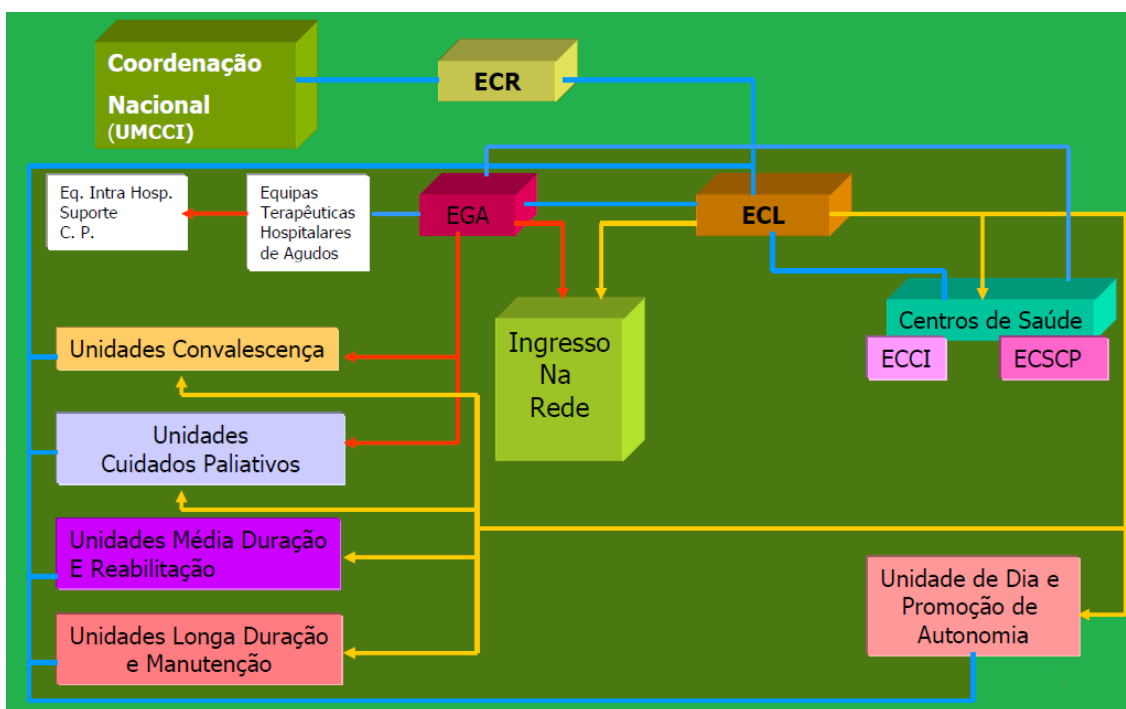 Coordenação
Nacional
(UMCCI)
ECR
Eq. Intra Hosp.
Suporte
C. P.
Equipas
Terapêuticas
Hospitalares
de Agudos
EGA
ECL
Ingresso
Na
Rede
Centros de Saúde
ECCI
ECSCP
Unidades Convalescença
Unidades
Cuidados Paliativos
Unidades Média Duração
E Reabilitação
Unidades Longa Duração
e Manutenção
Unidade de Dia e
Promoção de
Autonomia